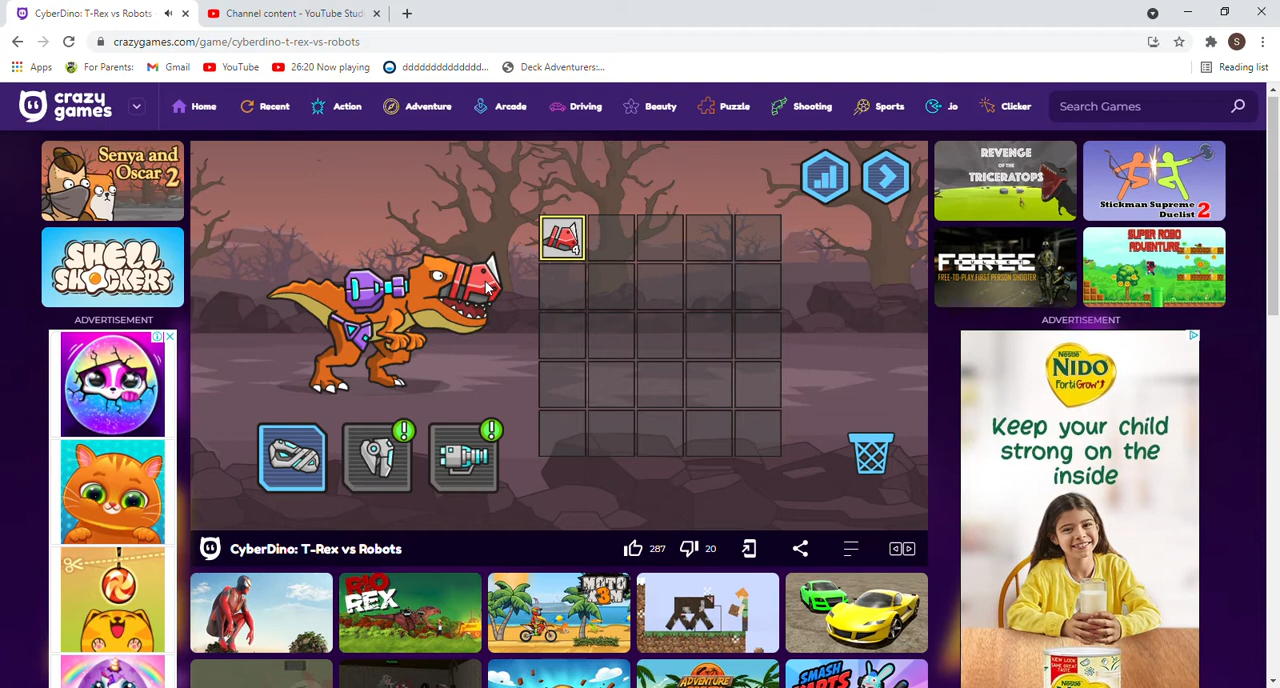 CyberDino: T-Rex vs Robots
Channel content - YouTube Stud
crazygames.com/game/cyberdino-t-rex-vs-robots
S
Apps
For Parents:
Gmail
YouTube
26:20 Now playing
dddddddddddddd...
Deck Adventurers:...
Reading list
crazy games
Home
Recent
Action
Adventure
Arcade
Driving
Beauty
Puzzle
Shooting
Sports
.io
Clicker
Search Games
Senya and
Oscar 2
SHELL
SHOCKERS
ADVERTISEMENT
4
REVENGE
OF THE
TRICERATOPS
Stickman Supreme
Duelist 2
FORCE
FREE-TO-PLAY FIRST PERSON SHOOTER
SUPER ROBO
ADVENTURE
ADVERTISEMENT
Nestlé
NIDO
FortiGrow
Keep your child
strong on the
inside
CyberDino: T-Rex vs Robots
287
20
RIO
REX
MOTO
X3M